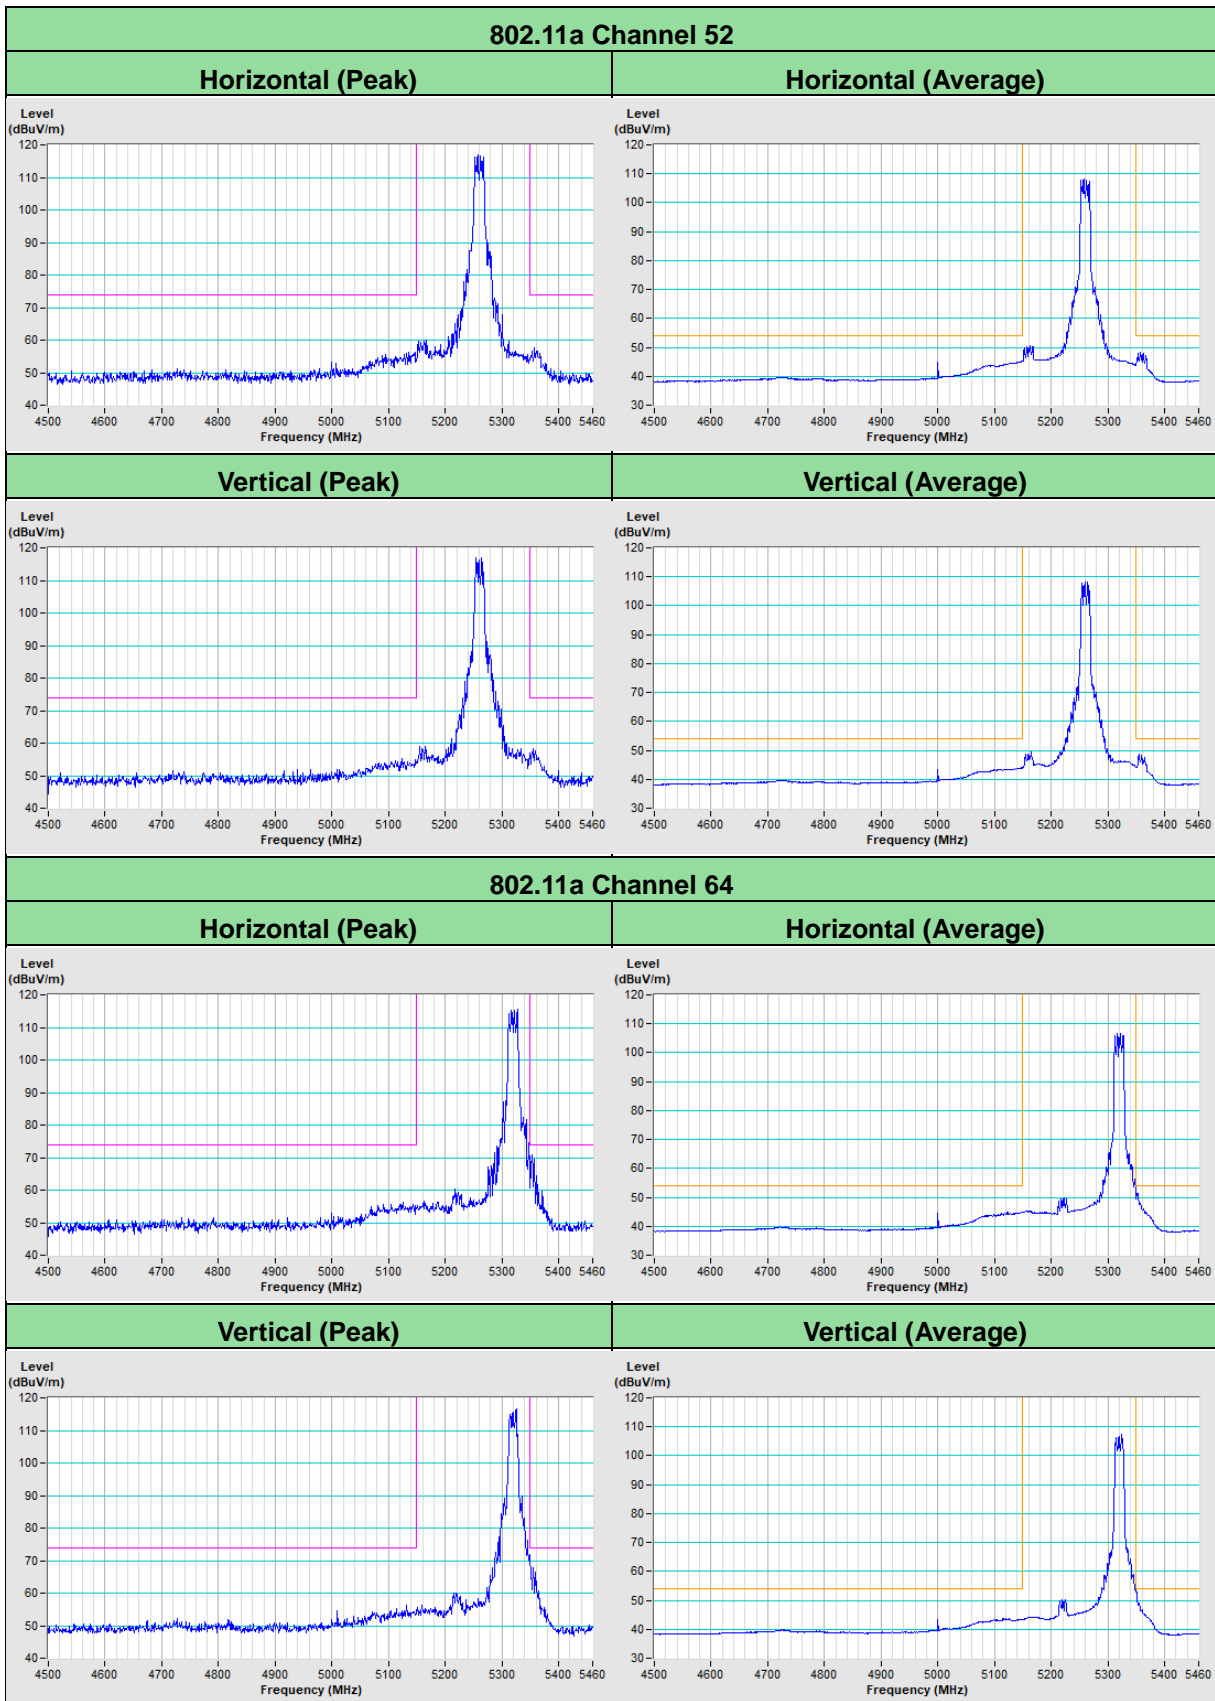 802.11a Channel 52
Horizontal (Peak) Horizontal (Average)
Level Level
(dBuV/m) (dBuV/m)
120 120
110 110
100 100
90 90
80 80
70 70
60 60
50 50
40 40
30
4500 4600 4700 4800 4900 5000 5100 5200 5300 5400 5460 4500 4600 4700 4800 4900 5000 5100 5200 5300 5400 5460
Frequency (MHz) Frequency (MHz)
Vertical (Peak) Vertical (Average)
Level Level
(dBuV/m) (dBuV/m)
120 120
110 110
100 100
90 90
80 80
70 70
60 60
50 50
40 40
30
4500 4600 4700 4800 4900 5000 5100 5200 5300 5400 5460 4500 4600 4700 4800 4900 5000 5100 5200 5300 5400 5460
Frequency (MHz) Frequency (MHz)
802.11a Channel 64
Horizontal (Peak) Horizontal (Average)
Level Level
(dBuV/m) (dBuV/m)
120 120
110 110
100 100
90 90
80 80
70 70
60 60
50 50
40 40
30
4500 4600 4700 4800 4900 5000 5100 5200 5300 5400 5460 4500 4600 4700 4800 4900 5000 5100 5200 5300 5400 5460
Frequency (MHz) Frequency (MHz)
Vertical (Peak) Vertical (Average)
Level Level
(dBuV/m) (dBuV/m)
120 120
110 110
100 100
90 90
80 80
70 70
60 60
50 50
40 40
30
4500 4600 4700 4800 4900 5000 5100 5200 5300 5400 5460 4500 4600 4700 4800 4900 5000 5100 5200 5300 5400 5460
Frequency (MHz) Frequency (MHz)